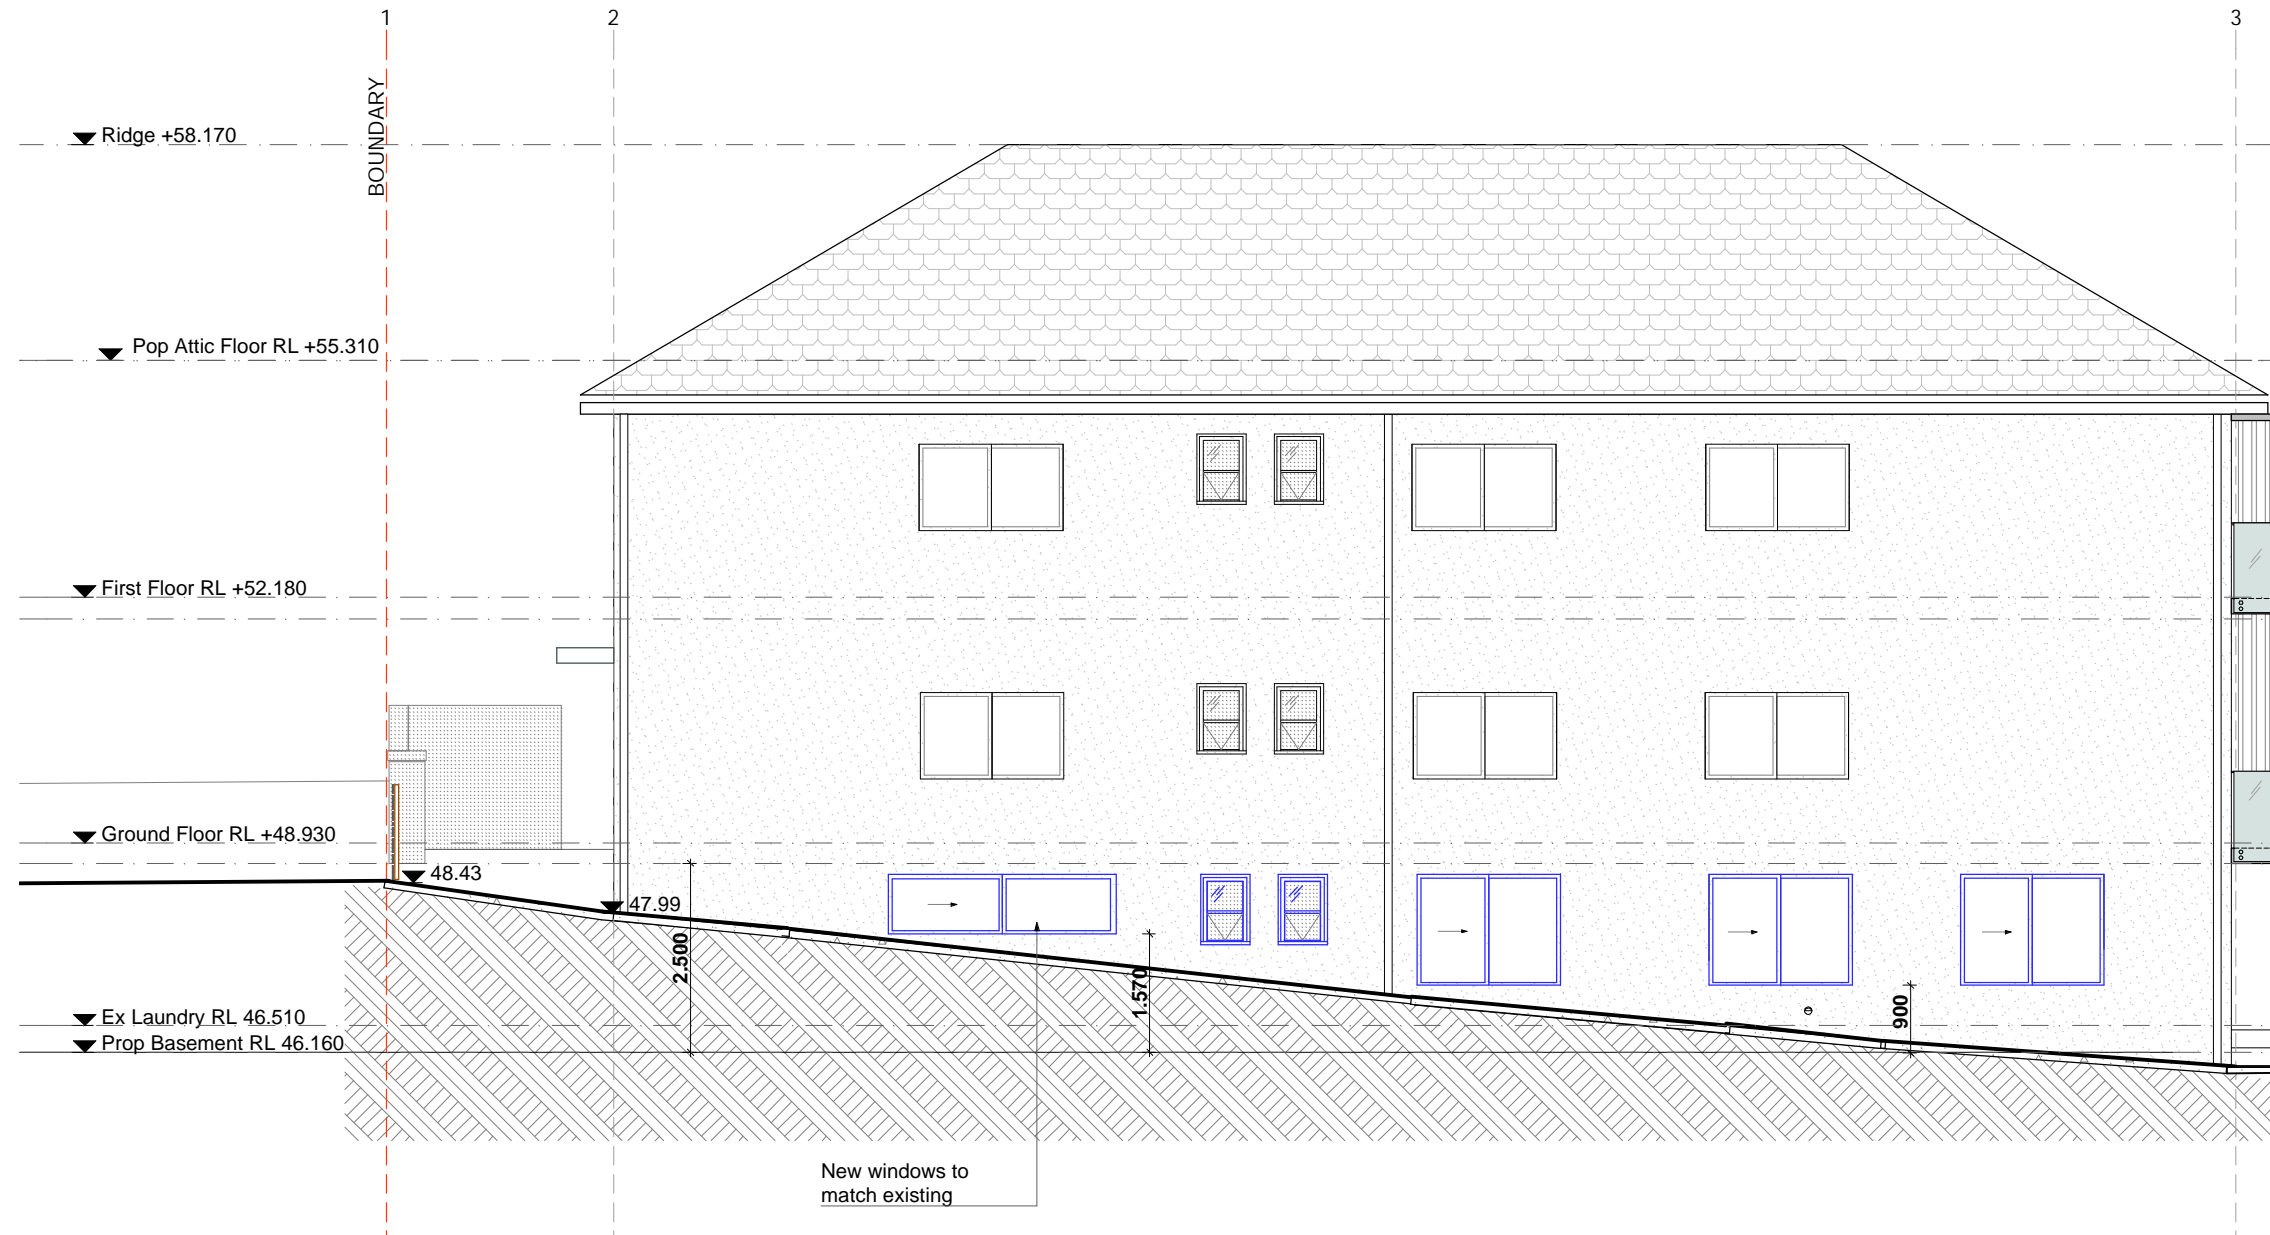 1
2
3
BOUNDARY
Ridge +58.170
Pop Attic Floor RL +55.310
First Floor RL +52.180
Ground Floor RL +48.930
48.43
47.99
2.500
1.570
900
Ex Laundry RL 46.510
Prop Basement RL 46.160
New windows to
match existing